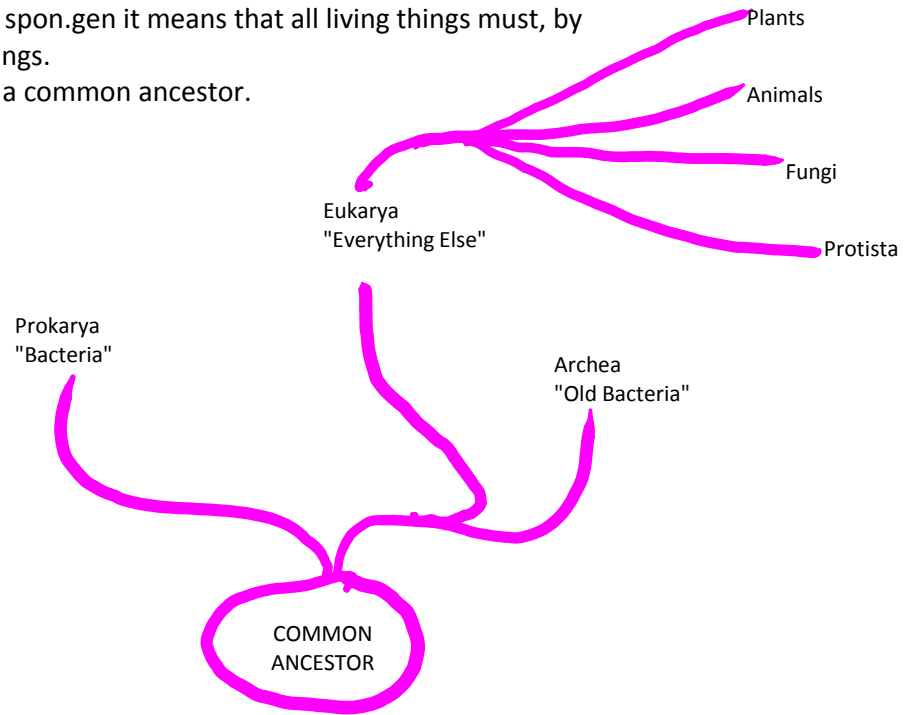 spon.gen it means that all living things must, by
ngs.
a common ancestor.
Plants
Animals
Fungi
Protista
Eukarya
"Everything Else"
Prokarya
"Bacteria"
Archea
"Old Bacteria"
COMMON
ANCESTOR